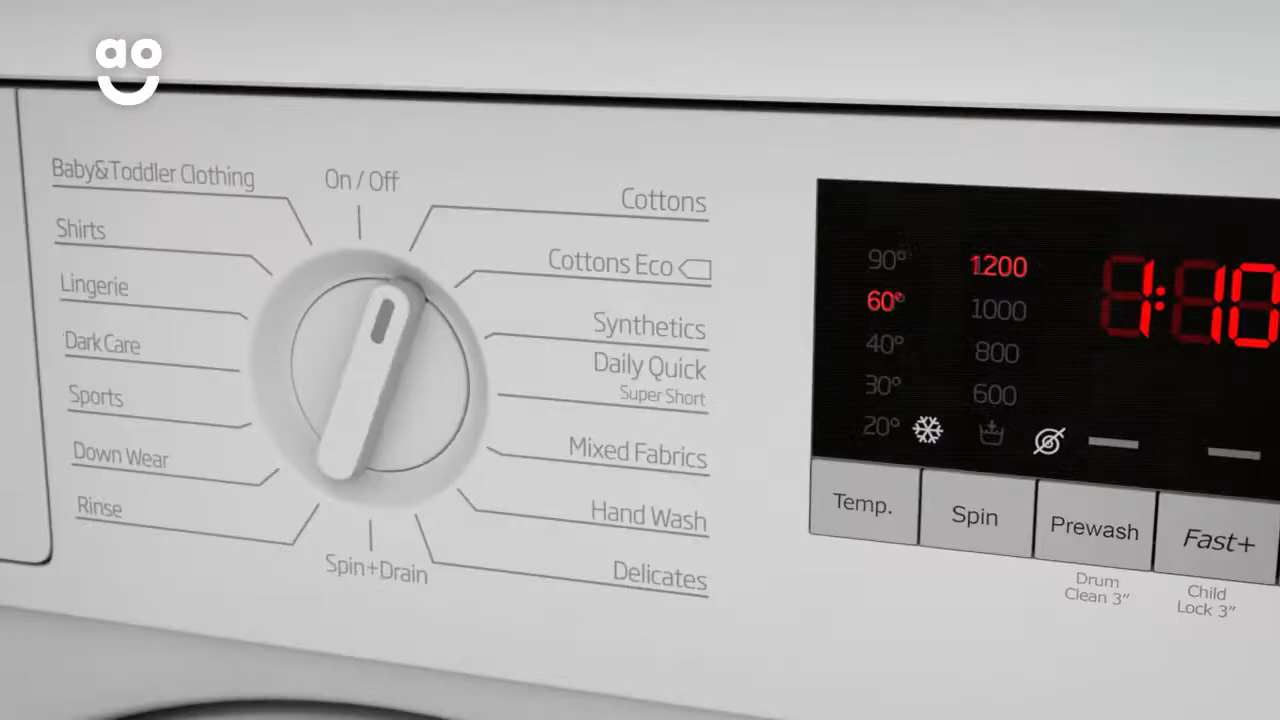 ao
Baby&Toddler Clothing
Shirts
Lingerie
Dark Care
Sports
Down Wear
Rinse
On / Off
Spin+Drain
Cottons
Cottons Eco
Synthetics
Daily Quick
Super Short
Mixed Fabrics
Hand Wash
Delicates
90°
60°
40°
30°
20°
1200
1000
800
600
1:10
Temp.
Spin
Prewash
Fast+
Drum
Clean 3"
Child
Lock 3"